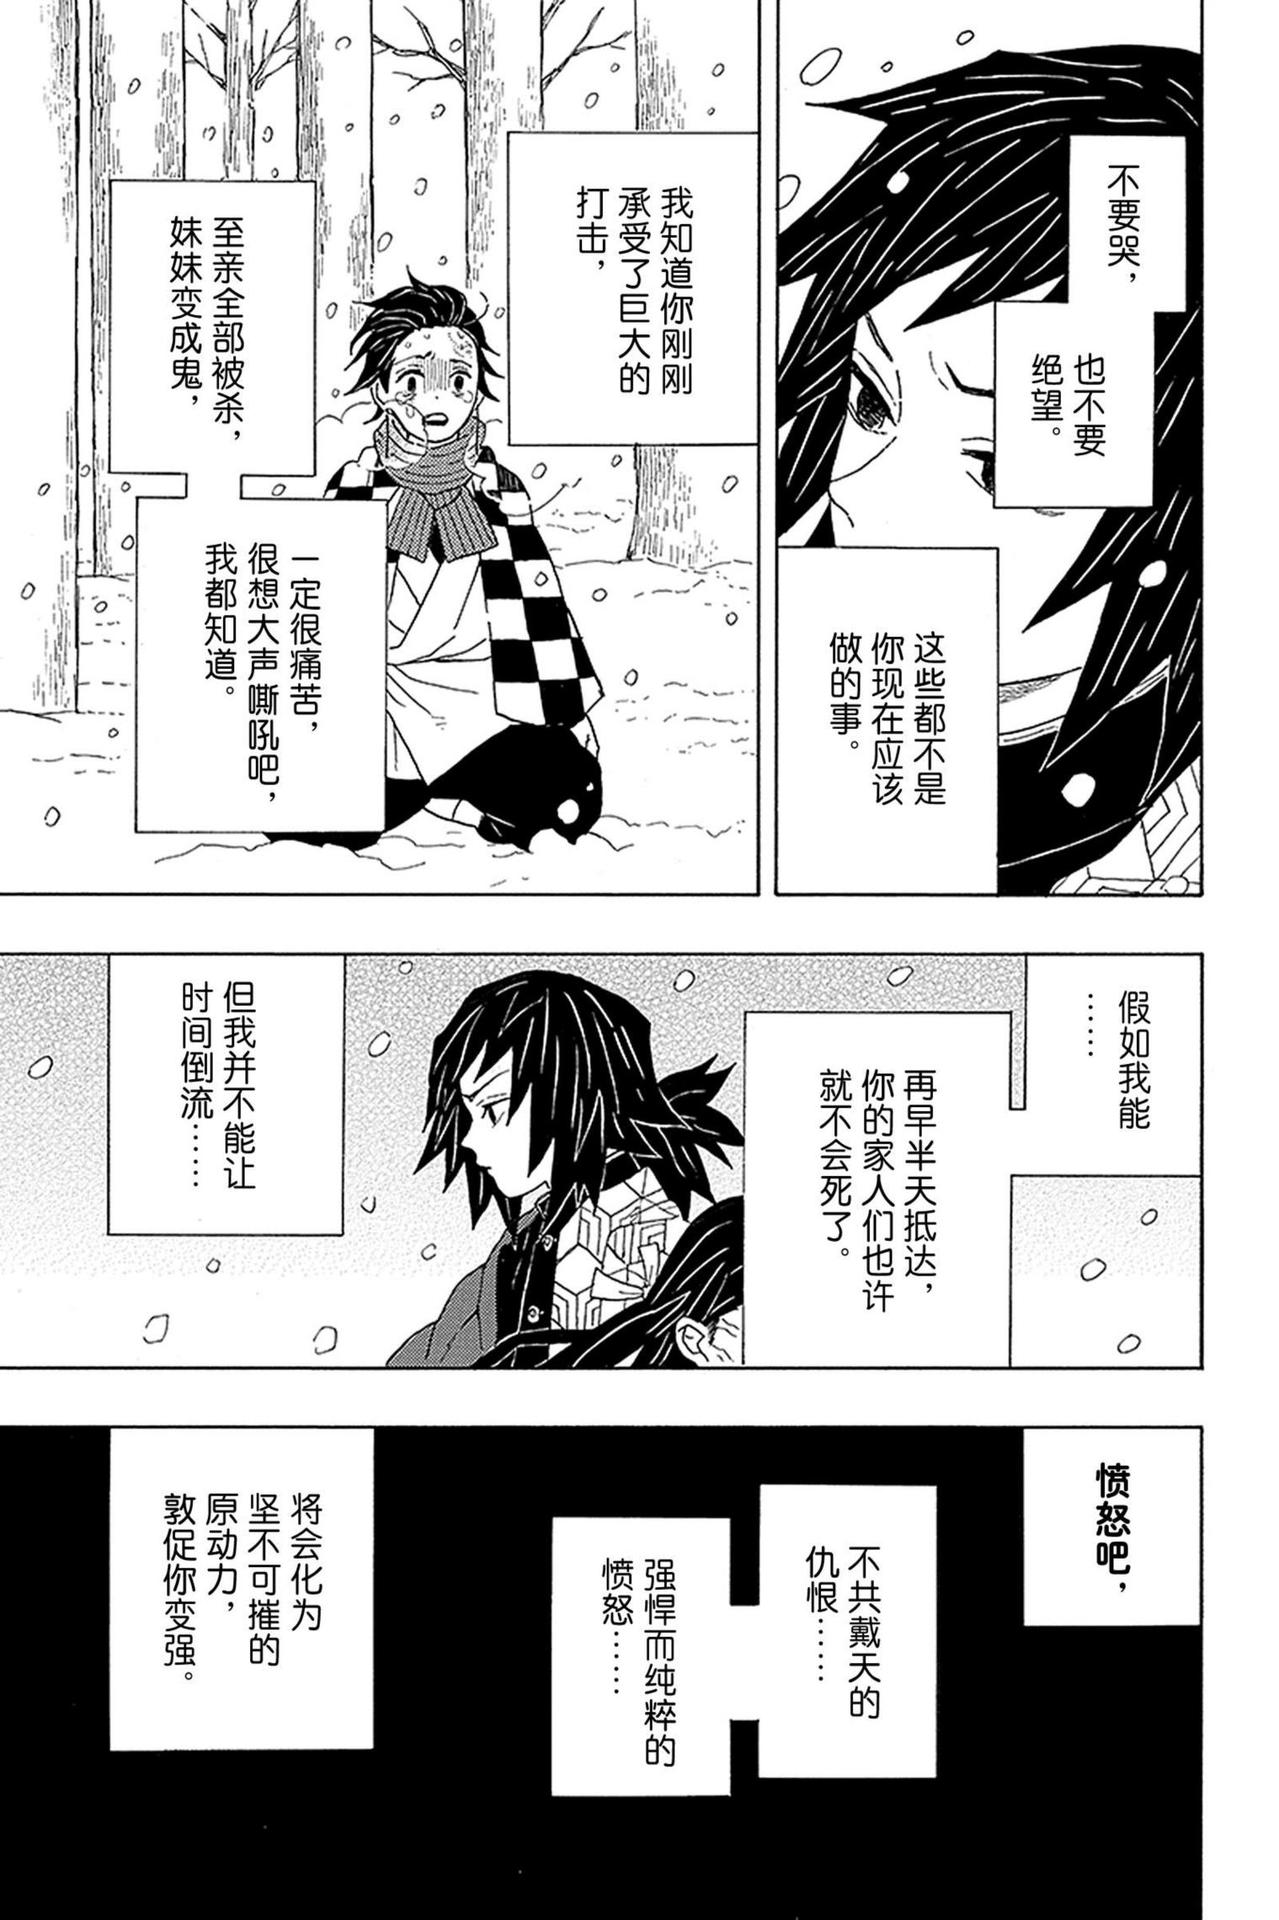 不要哭，
也不要
绝望。
这些都不是
你现在应该
做的事。
我知道你刚刚
承受了巨大的
打击，
至亲全部被杀，
妹妹变成鬼，
一定很痛苦，
很想大声嘶吼吧，
我都知道。
假如我能
……
再早半天抵达，
你的家人们也许
就不会死了。
但我并不能让
时间倒流……
愤怒吧，
不共戴天的
仇恨……
强悍而纯粹的
愤怒……
将会化为
坚不可摧的
原动力，
敦促你变强。